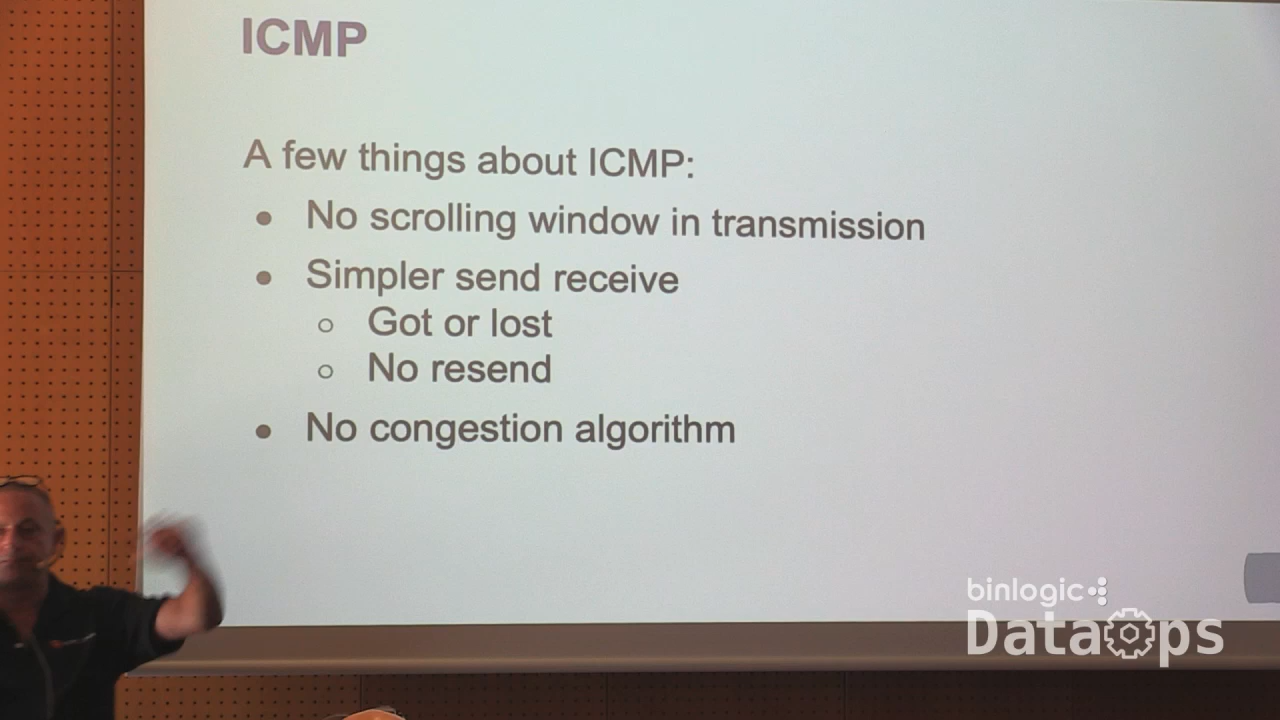 ICMP
A few things about ICMP:
● No scrolling window in transmission
● Simpler send receive
○ Got or lost
○ No resend
● No congestion algorithm
binlogic
DataOps